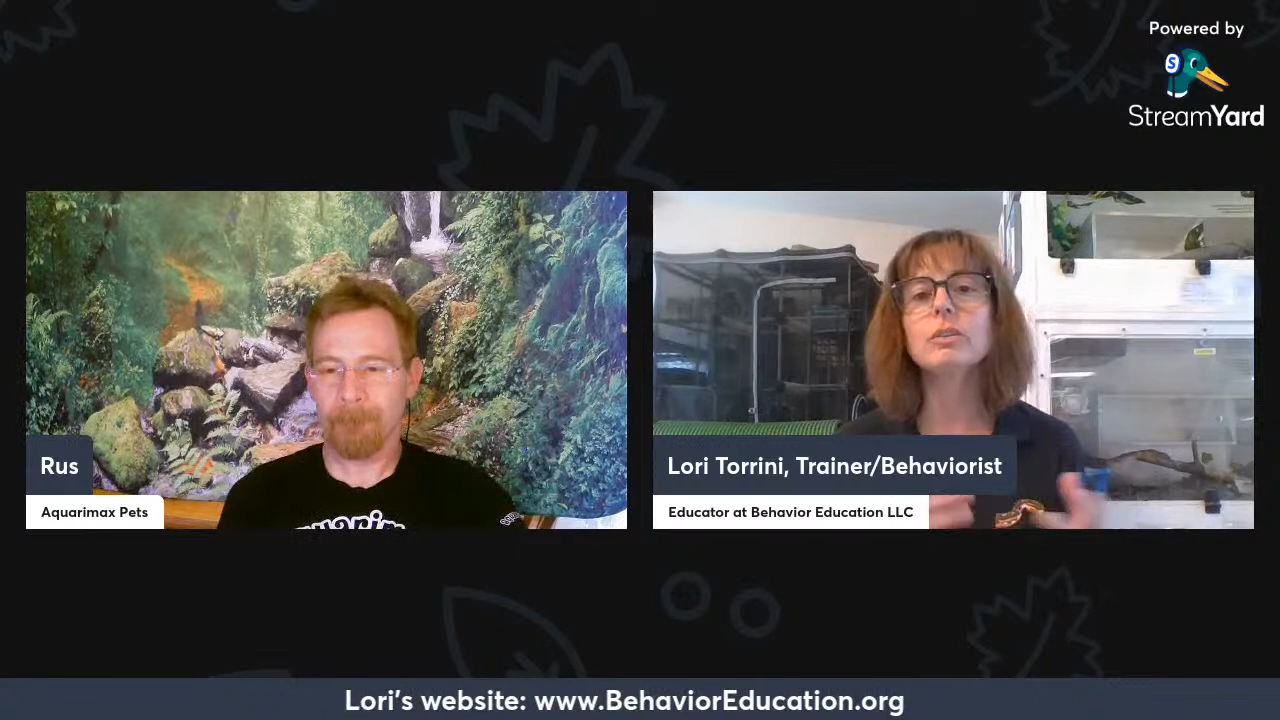 Powered by
S
StreamYard
Rus
Aquarimax Pets
Lori Torrini, Trainer/Behaviorist
Educator at Behavior Education LLC
Lori's website: www.BehaviorEducation.org